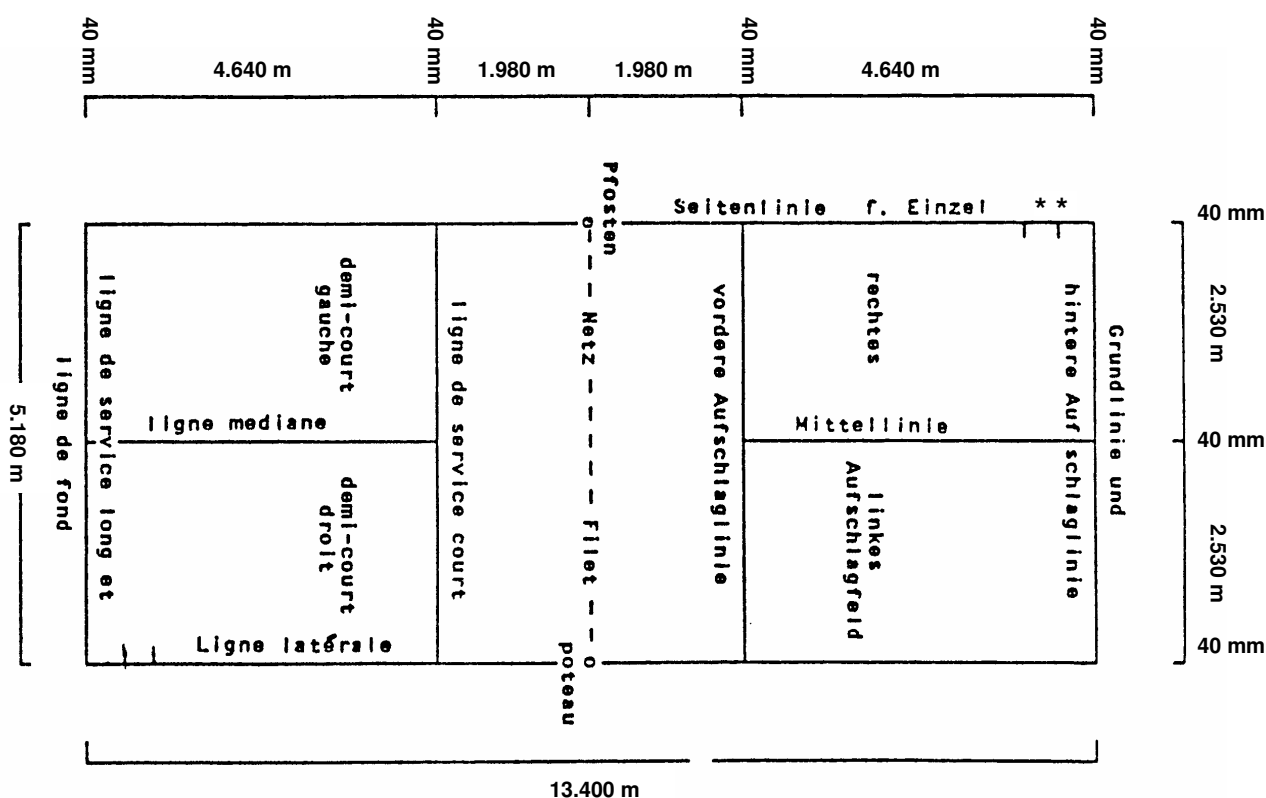 40 mm
40 mm
40 mm
40 mm
4.640 m
1.980 m
1.980 m
4.640 m
Pfosten
Seitenlinie f. Einzel **
40 mm
5.180 m
ligne de fond
ligne de service long et
demi-court
gauche
ligne de service court
Netz
vordere Aufschlaglinie
rechtes
hintere Aufschlaglinie
Grundlinie und
2.530 m
ligne mediane
Mittellinie
40 mm
demi-court
droit
Filet
linkes
Aufschlagfeld
2.530 m
Ligne latérale
poteau
40 mm
13.400 m